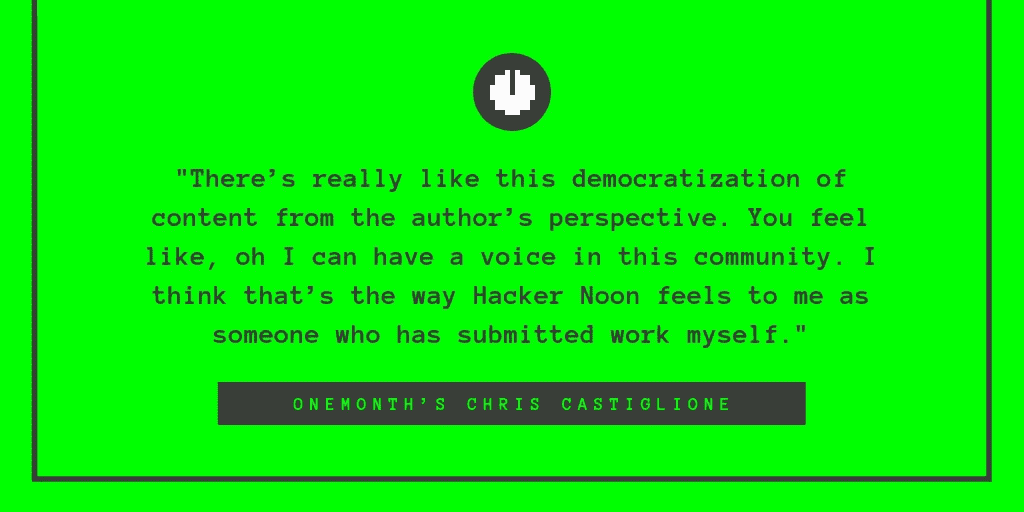 "There’s really like this democratization of
content from the author’s perspective. You feel
like, oh I can have a voice in this community. I
think that’s the way Hacker Noon feels to me as
someone who has submitted work myself."
ONEMONTH’S CHRIS CASTIGLIONE